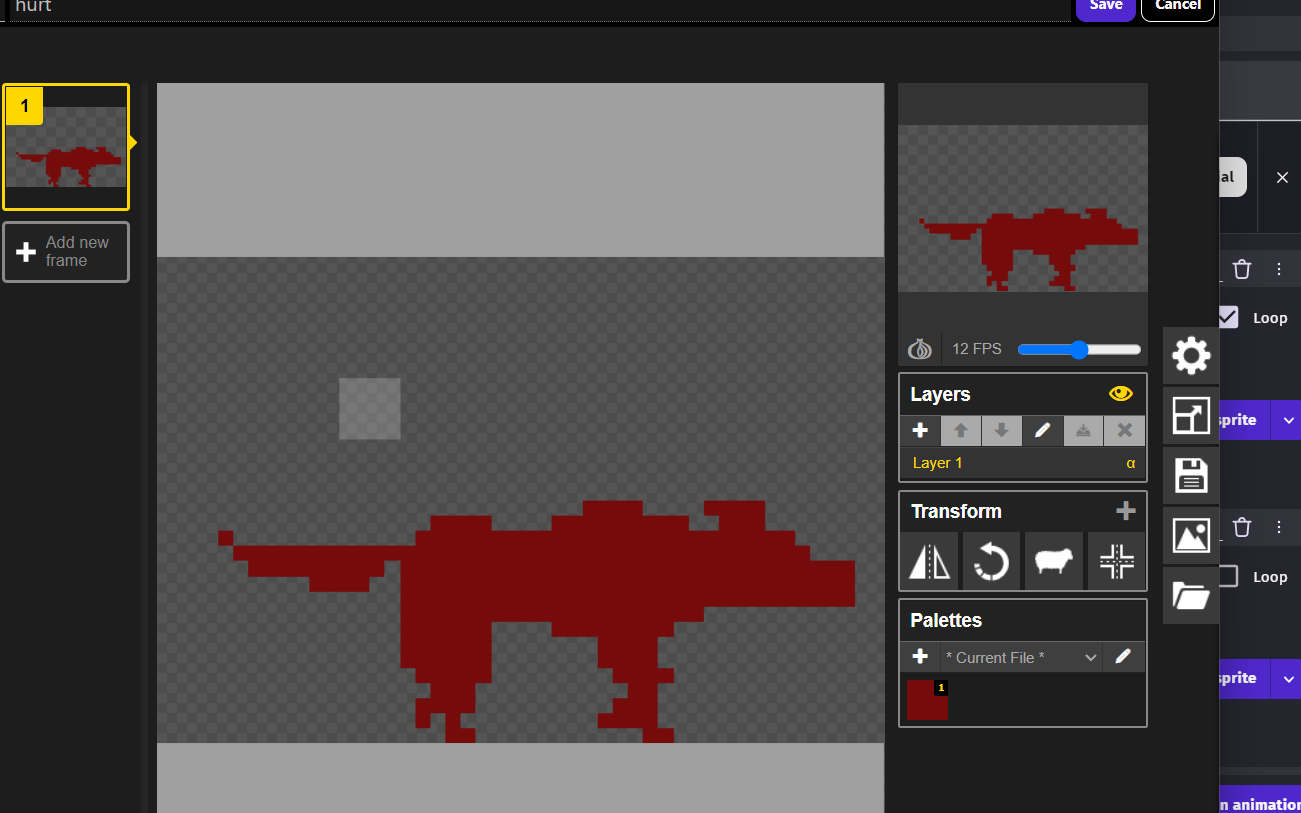 hurt
Save
Cancel
1
Add new
frame
12 FPS
Loop
Layers
sprite
Layer 1
α
Transform
Loop
Palettes
* Current File *
sprite
1
n animation